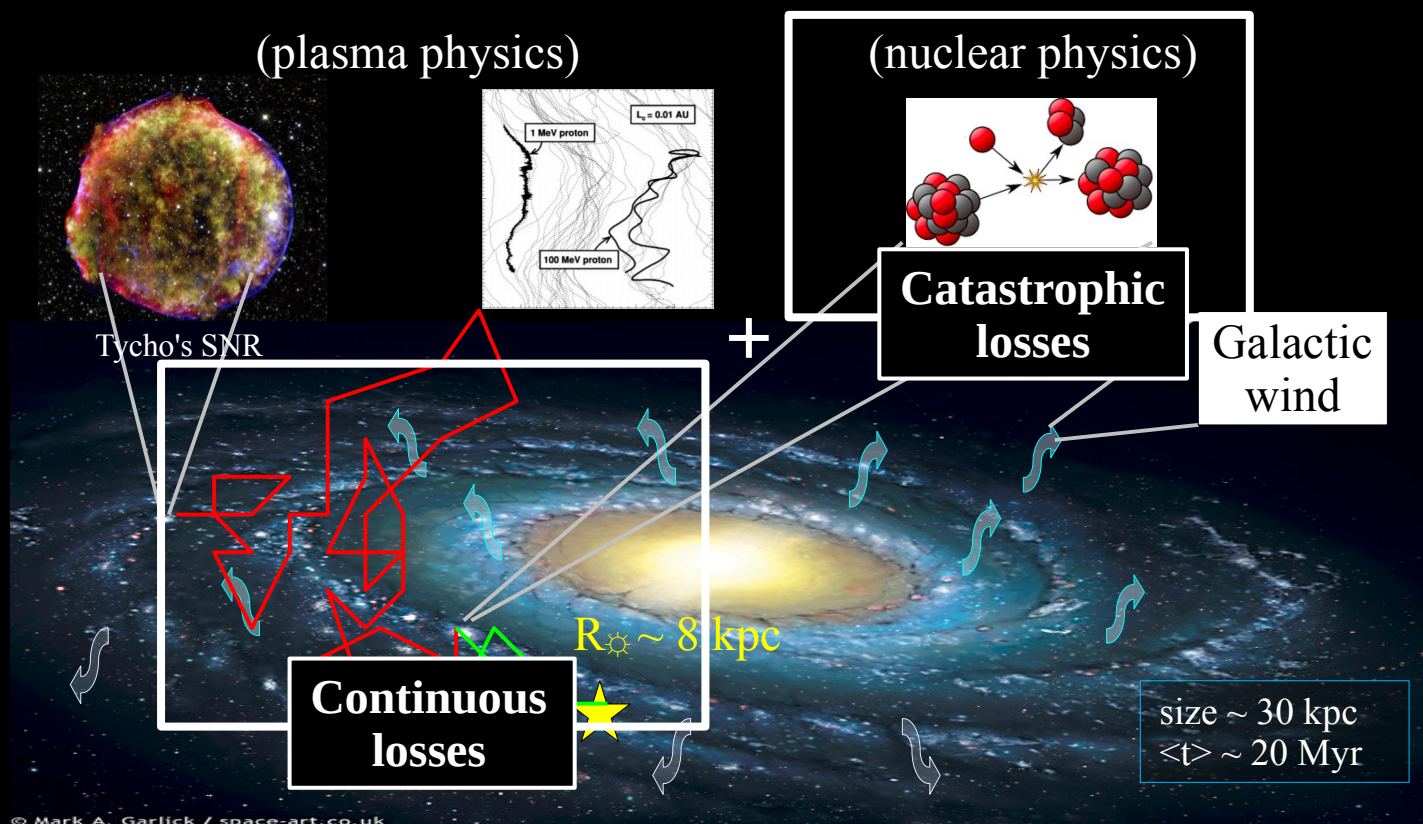 (plasma physics)
(nuclear physics)
L_c = 0.01 AU
1 MeV proton
100 MeV proton
Catastrophic
losses
Tycho's SNR
+
Galactic
wind
R☼ ~ 8 kpc
Continuous
losses
size ~ 30 kpc
<t> ~ 20 Myr
© Mark A. Garlick / space-art.co.uk